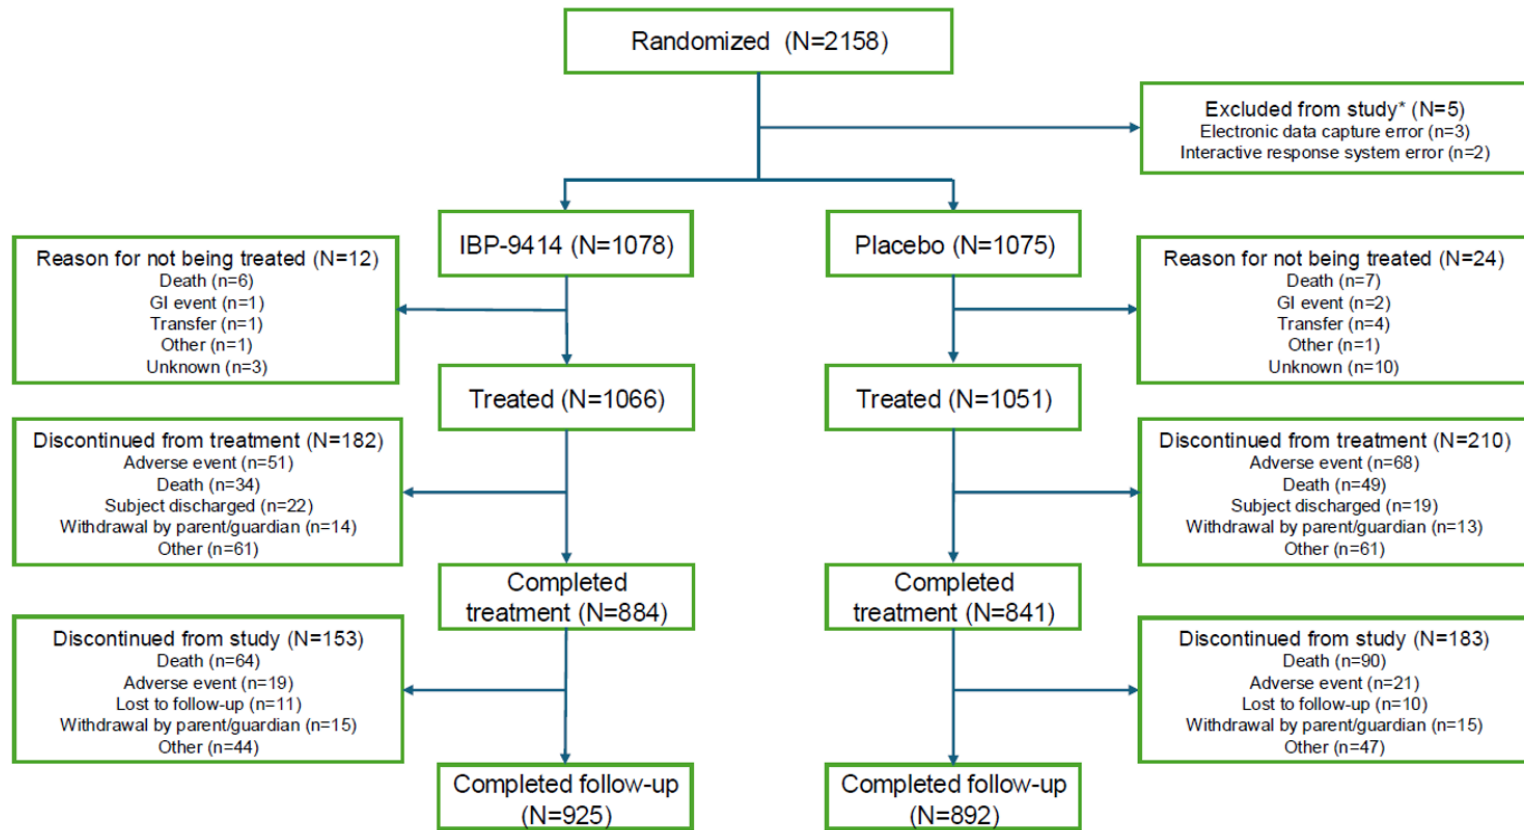 Randomized (N=2158)
Excluded from study* (N=5)
Electronic data capture error (n=3)
Interactive response system error (n=2)
IBP-9414 (N=1078)
Placebo (N=1075)
Reason for not being treated (N=12)
Death (n=6)
GI event (n=1)
Transfer (n=1)
Other (n=1)
Unknown (n=3)
Reason for not being treated (N=24)
Death (n=7)
GI event (n=2)
Transfer (n=4)
Other (n=1)
Unknown (n=10)
Treated (N=1066)
Treated (N=1051)
Discontinued from treatment (N=182)
Adverse event (n=51)
Death (n=34)
Subject discharged (n=22)
Withdrawal by parent/guardian (n=14)
Other (n=61)
Discontinued from treatment (N=210)
Adverse event (n=68)
Death (n=49)
Subject discharged (n=19)
Withdrawal by parent/guardian (n=13)
Other (n=61)
Completed
treatment (N=884)
Completed
treatment (N=841)
Discontinued from study (N=153)
Death (n=64)
Adverse event (n=19)
Lost to follow-up (n=11)
Withdrawal by parent/guardian (n=15)
Other (n=44)
Discontinued from study (N=183)
Death (n=90)
Adverse event (n=21)
Lost to follow-up (n=10)
Withdrawal by parent/guardian (n=15)
Other (n=47)
Completed follow-up
(N=925)
Completed follow-up
(N=892)